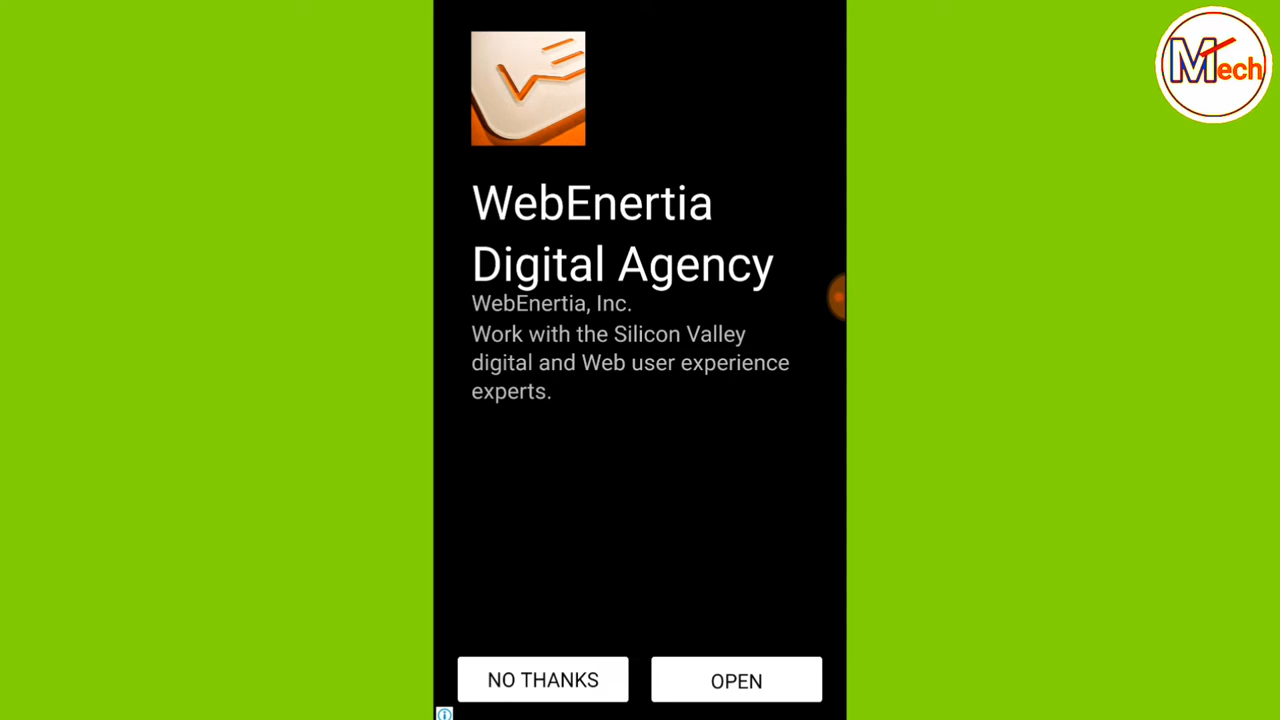 Mech
WebEnertia
Digital Agency
WebEnertia, Inc.
Work with the Silicon Valley
digital and Web user experience
experts.
NO THANKS
OPEN